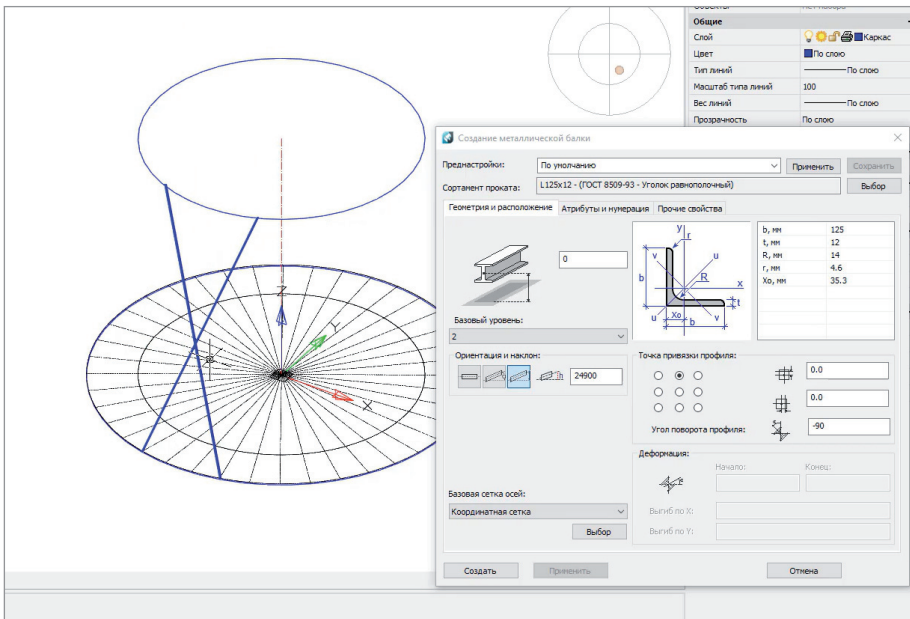 Общие
Слой Каркас
Цвет По слою
Тип линий По слою
Масштаб типа линий 100
Вес линий По слою
Прозрачность По слою
Создание металлической балки
Преднастройки: По умолчанию Применить Сохранить
Сортамент проката: L125x12 - (ГОСТ 8509-93 - Уголок равнополочный) Выбор
Геометрия и расположение Атрибуты и нумерация Прочие свойства
0
Базовый уровень:
2
Ориентация и наклон:
24900
y r
v u
b R x
t
u Xo v
b
b, мм 125
t, мм 12
R, мм 14
r, мм 4.6
Xo, мм 35.3
Точка привязки профиля:
0.0
0.0
Угол поворота профиля: -90
Деформация:
Начало: Конец:
Выгиб по X:
Выгиб по Y:
Базовая сетка осей:
Координатная сетка
Выбор
Создать Применить Отмена
Z
Y
X